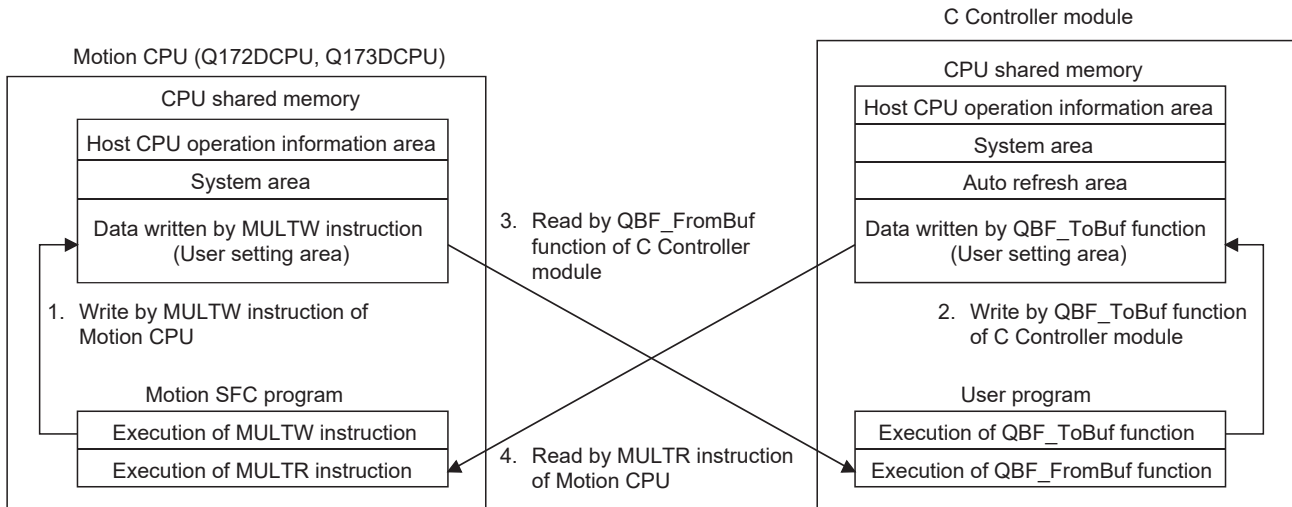 C Controller module
Motion CPU (Q172DCPU, Q173DCPU)
CPU shared memory
Host CPU operation information area
System area
Data written by MULTW instruction
(User setting area)
1. Write by MULTW instruction of
Motion CPU
Motion SFC program
Execution of MULTW instruction
Execution of MULTR instruction
3. Read by QBF_FromBuf
function of C Controller
module
4. Read by MULTR instruction
of Motion CPU
CPU shared memory
Host CPU operation information area
System area
Auto refresh area
Data written by QBF_ToBuf function
(User setting area)
2. Write by QBF_ToBuf function
of C Controller module
User program
Execution of QBF_ToBuf function
Execution of QBF_FromBuf function